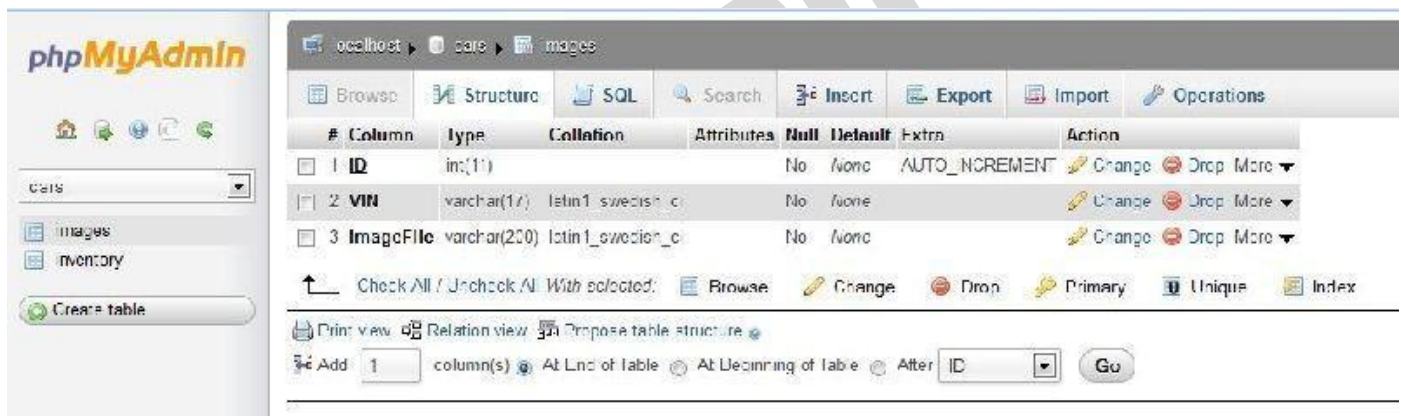 phpMyAdmin
localhost cars images
Browse Structure SQL Search Insert Export Import Operations
# Column Type Collation Attributes Null Default Extra Action
1 ID int(11) No None AUTO_INCREMENT Change Drop More
cars
2 VIN varchar(17) latin1_swedish_c No None Change Drop More
images
3 ImageFile varchar(200) latin1_swedish_c No None Change Drop More
inventory
Check All / Uncheck All With selected: Browse Change Drop Primary Unique Index
Create table
Print view Relation view Propose table structure
Add 1 column(s) At End of Table At Beginning of Table After ID Go